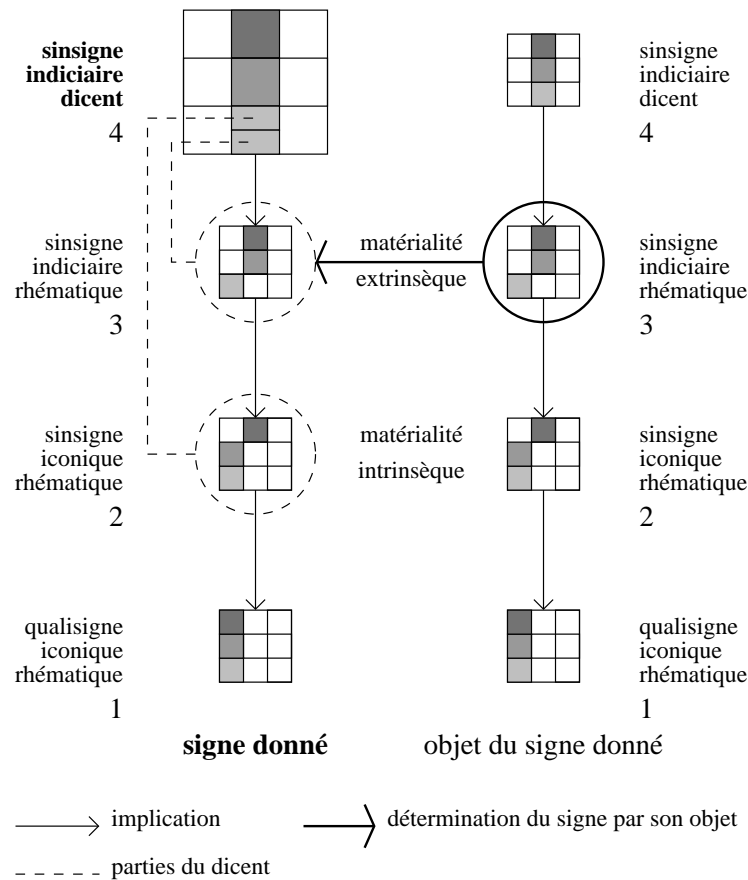 sinsigne
indiciaire
dicent
4
sinsigne
indiciaire
dicent
4
sinsigne
indiciaire
rhématique
3
matérialité
extrinsèque
sinsigne
indiciaire
rhématique
3
sinsigne
iconique
rhématique
2
matérialité
intrinsèque
sinsigne
iconique
rhématique
2
qualisigne
iconique
rhématique
1
qualisigne
iconique
rhématique
1
signe donné
objet du signe donné
implication
détermination du signe par son objet
parties du dicent